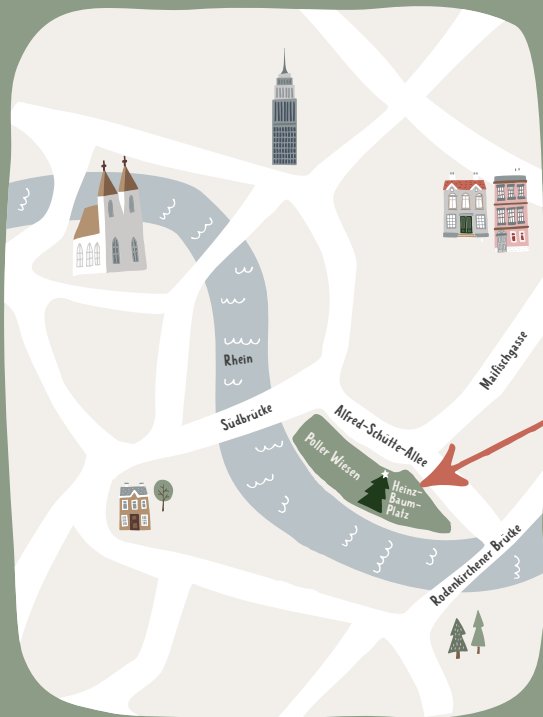 Maifischgasse
Rhein
Südbrücke
Alfred-Schütte-Allee
Poller Wiesen
Heinz-
Baum-
Platz
Rodenkirchener Brücke